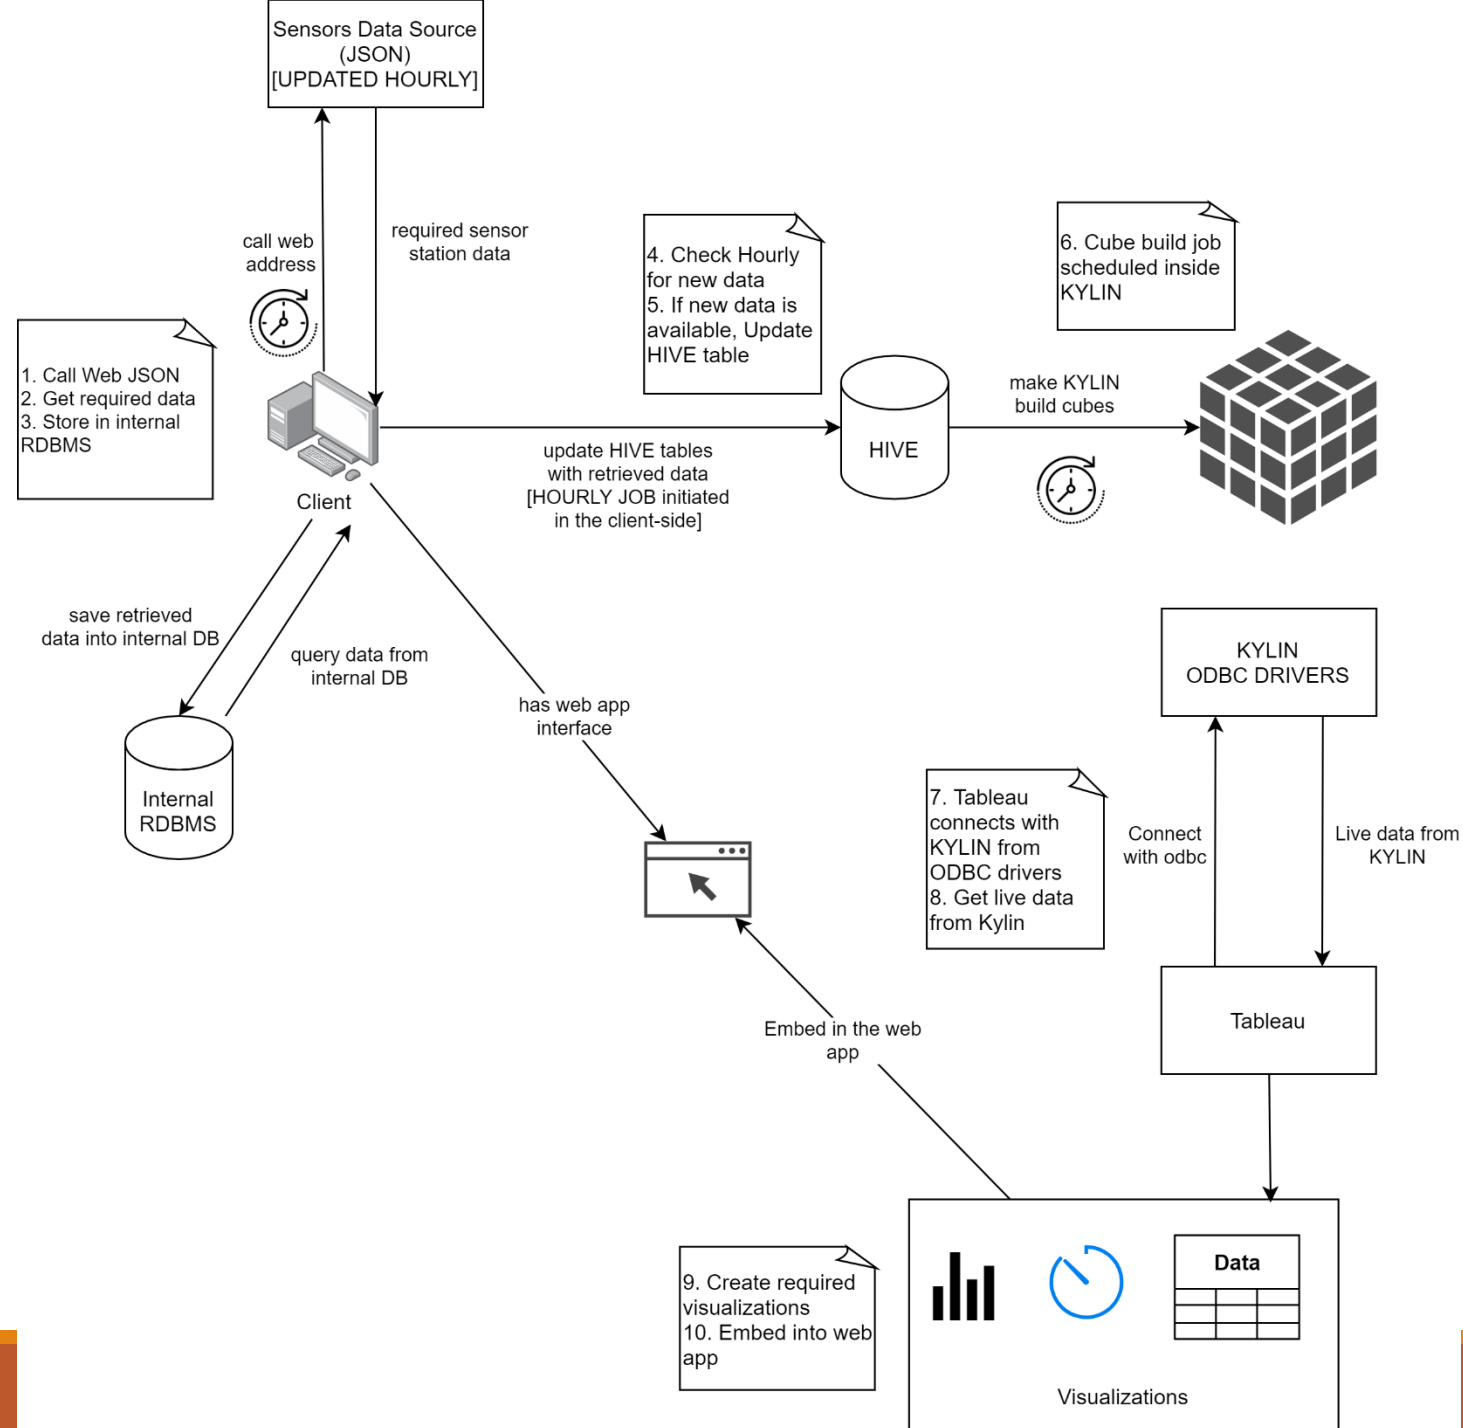 Sensors Data Source
(JSON)
[UPDATED HOURLY]
call web
address
required sensor
station data
1. Call Web JSON
2. Get required data
3. Store in internal
RDBMS
Client
4. Check Hourly
for new data
5. If new data is
available, Update
HIVE table
6. Cube build job
scheduled inside
KYLIN
update HIVE tables
with retrieved data
[HOURLY JOB initiated
in the client-side]
HIVE
make KYLIN
build cubes
save retrieved
data into internal DB
query data from
internal DB
Internal
RDBMS
has web app
interface
KYLIN
ODBC DRIVERS
7. Tableau
connects with
KYLIN from
ODBC drivers
8. Get live data
from Kylin
Connect
with odbc
Live data from
KYLIN
Tableau
Embed in the web
app
9. Create required
visualizations
10. Embed into web
app
Data
Visualizations